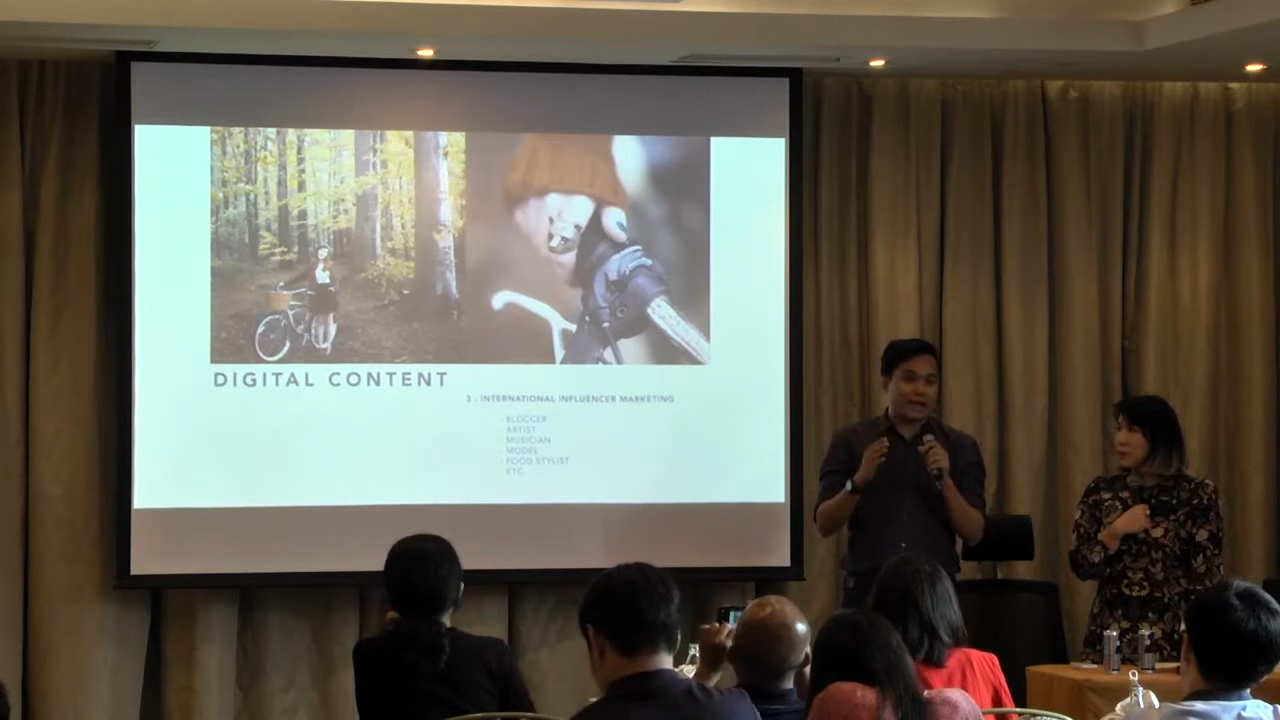 DIGITAL CONTENT
3 . INTERNATIONAL INFLUENCER MARKETING
- BLOGGER
- ARTIST
- MUSICIAN
- MODEL
- FOOD STYLIST
- ETC